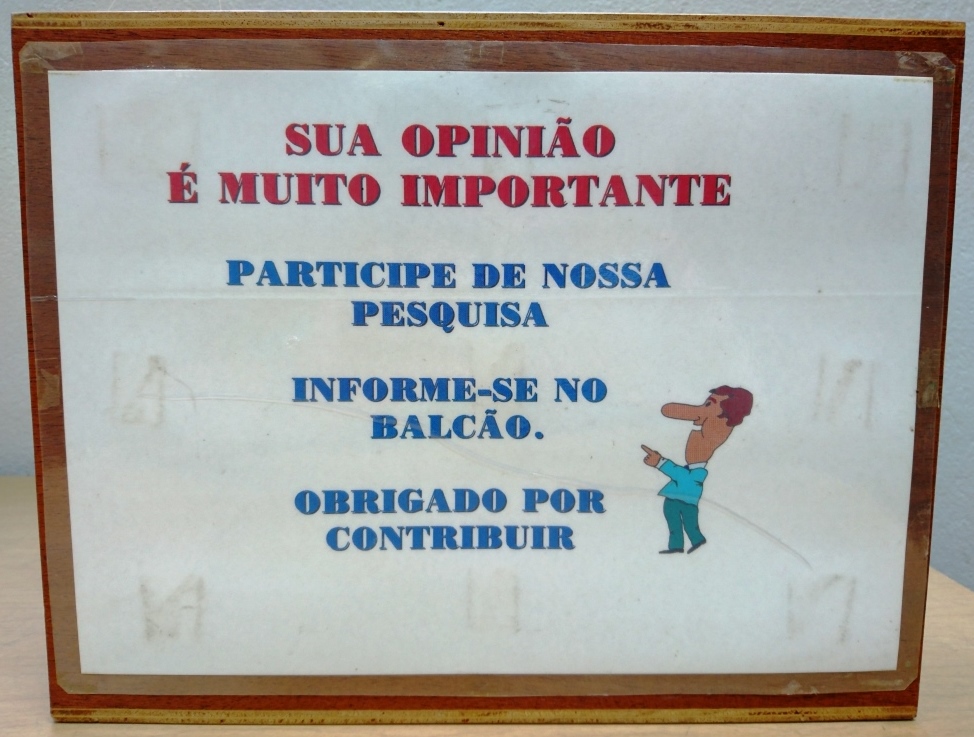 SUA OPINIÃO
É MUITO IMPORTANTE
PARTICIPE DE NOSSA
PESQUISA
INFORME-SE NO
BALCÃO.
OBRIGADO POR
CONTRIBUIR